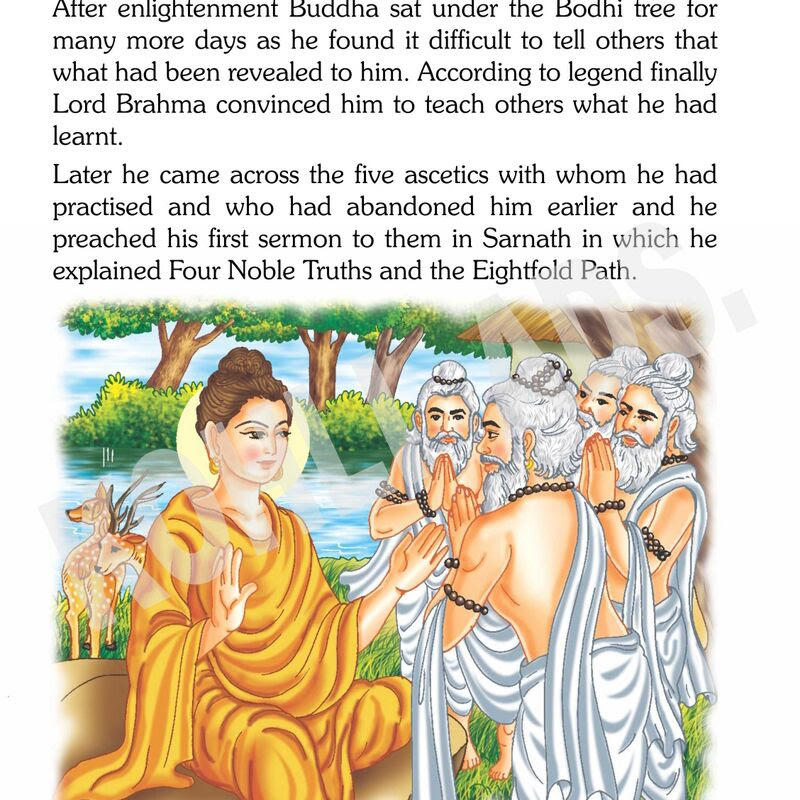 After enlightenment Buddha sat under the Bodhi tree for
many more days as he found it difficult to tell others that
what had been revealed to him. According to legend finally
Lord Brahma convinced him to teach others what he had
learnt.
Later he came across the five ascetics with whom he had
practised and who had abandoned him earlier and he
preached his first sermon to them in Sarnath in which he
explained Four Noble Truths and the Eightfold Path.